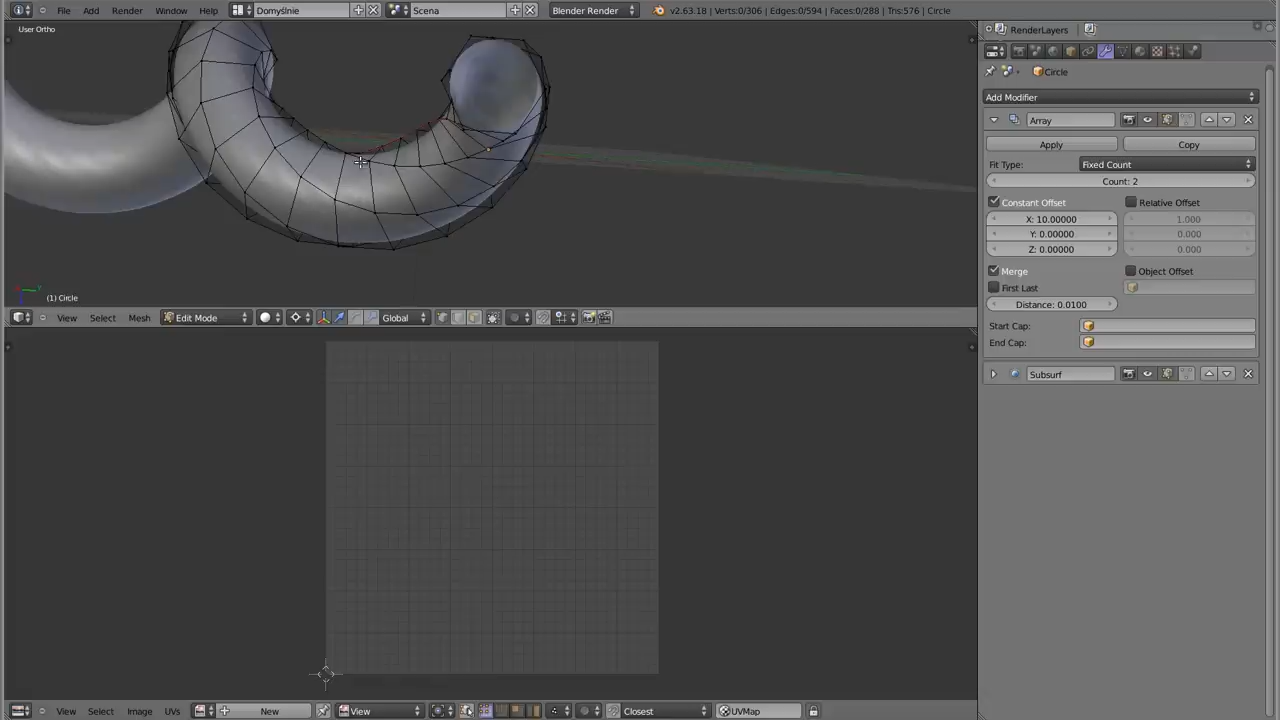 File Add Render Window Help Domyślnie Scena Blender Render v2.63.18 | Verts:0/306 | Edges:0/594 | Faces:0/288 | Tris:576 | Circle
User Ortho
RenderLayers
Circle
Add Modifier
Array
Apply Copy
Fit Type: Fixed Count
Count: 2
Constant Offset Relative Offset
X: 10.00000 1.000
Y: 0.00000 0.000
Z: 0.00000 0.000
Merge Object Offset
First Last
Distance: 0.0100
Start Cap:
End Cap:
Subsurf
(1) Circle
View Select Mesh Edit Mode Global
View Select Image UVs New View Closest UVMap